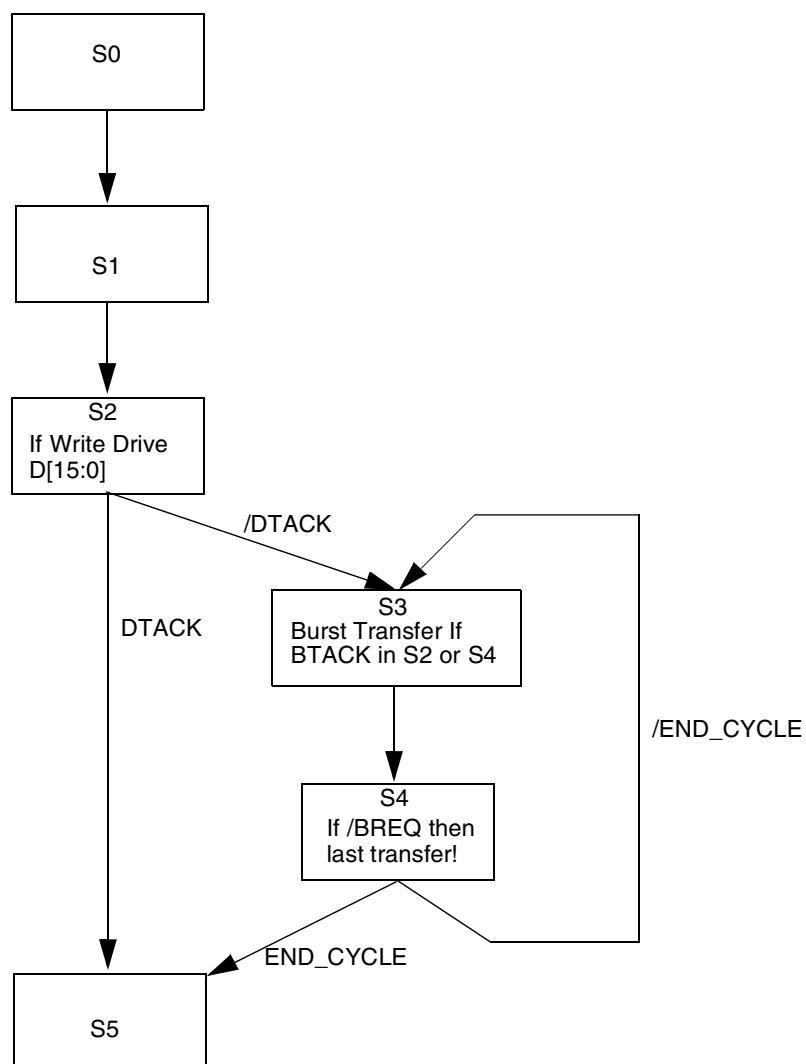 S0
S1
S2
If Write Drive
D[15:0]
/DTACK
DTACK
S3
Burst Transfer If
BTACK in S2 or S4
/END_CYCLE
S4
If /BREQ then
last transfer!
END_CYCLE
S5